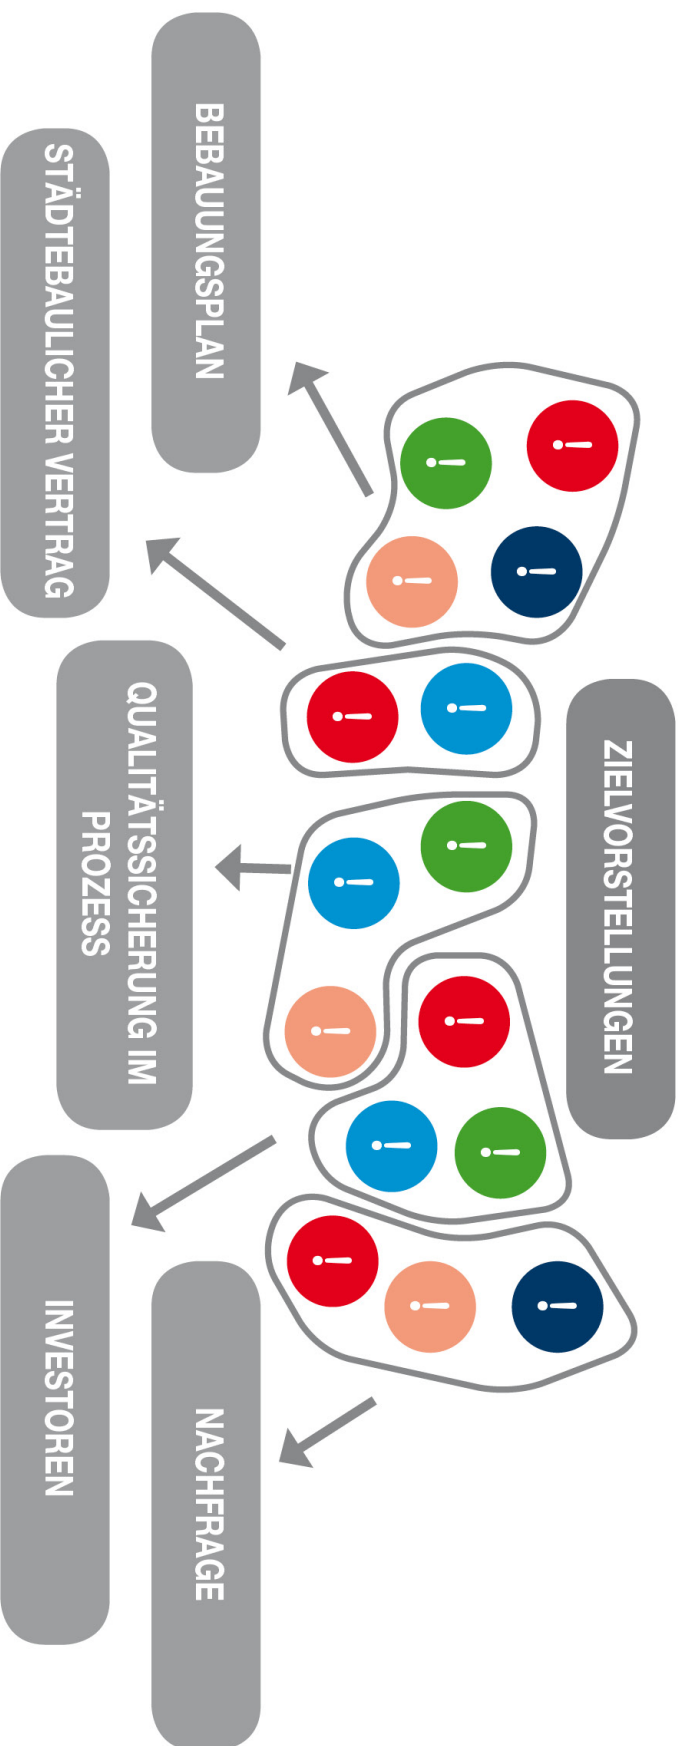 ZIELVORSTELLUNGEN
! ! ! !
! !
! ! !
! ! !
! ! !
BEBAUUNGSPLAN
STÄDTEBAULICHER VERTRAG
QUALITÄTSSICHERUNG IM
PROZESS
INVESTOREN
NACHFRAGE